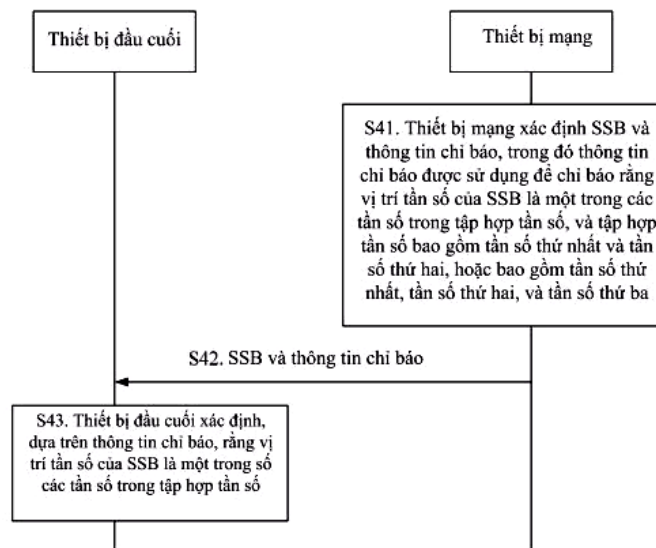 Thiết bị đầu cuối
Thiết bị mạng
S41. Thiết bị mạng xác định SSB và
thông tin chỉ báo, trong đó thông tin
chỉ báo được sử dụng để chỉ báo rằng
vị trí tần số của SSB là một trong các
tần số trong tập hợp tần số, và tập hợp
tần số bao gồm tần số thứ nhất và tần
số thứ hai, hoặc bao gồm tần số thứ
nhất, tần số thứ hai, và tần số thứ ba
S42. SSB và thông tin chỉ báo
S43. Thiết bị đầu cuối xác định,
dựa trên thông tin chỉ báo, rằng vị
trí tần số của SSB là một trong số
các tần số trong tập hợp tần số